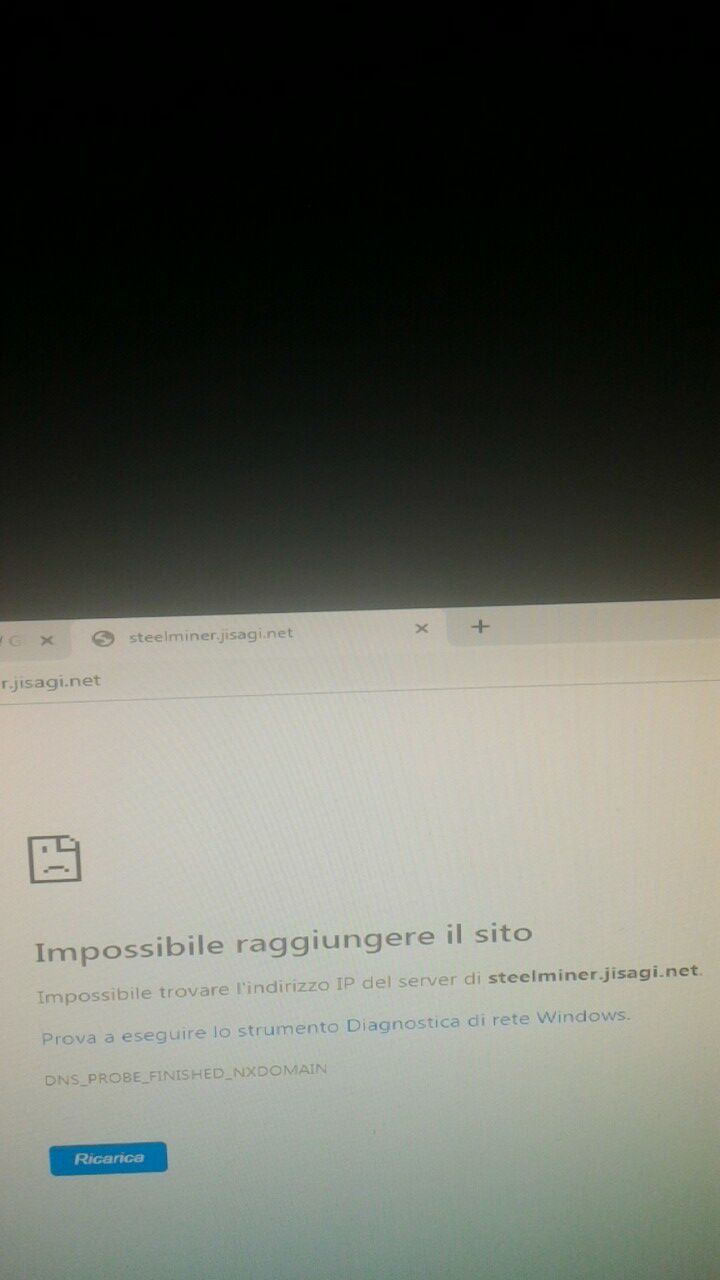 steelminer.jisagi.net
r.jisagi.net
Impossibile raggiungere il sito
Impossibile trovare l'indirizzo IP del server di steelminer.jisagi.net.
Prova a eseguire lo strumento Diagnostica di rete Windows.
DNS_PROBE_FINISHED_NXDOMAIN
Ricarica